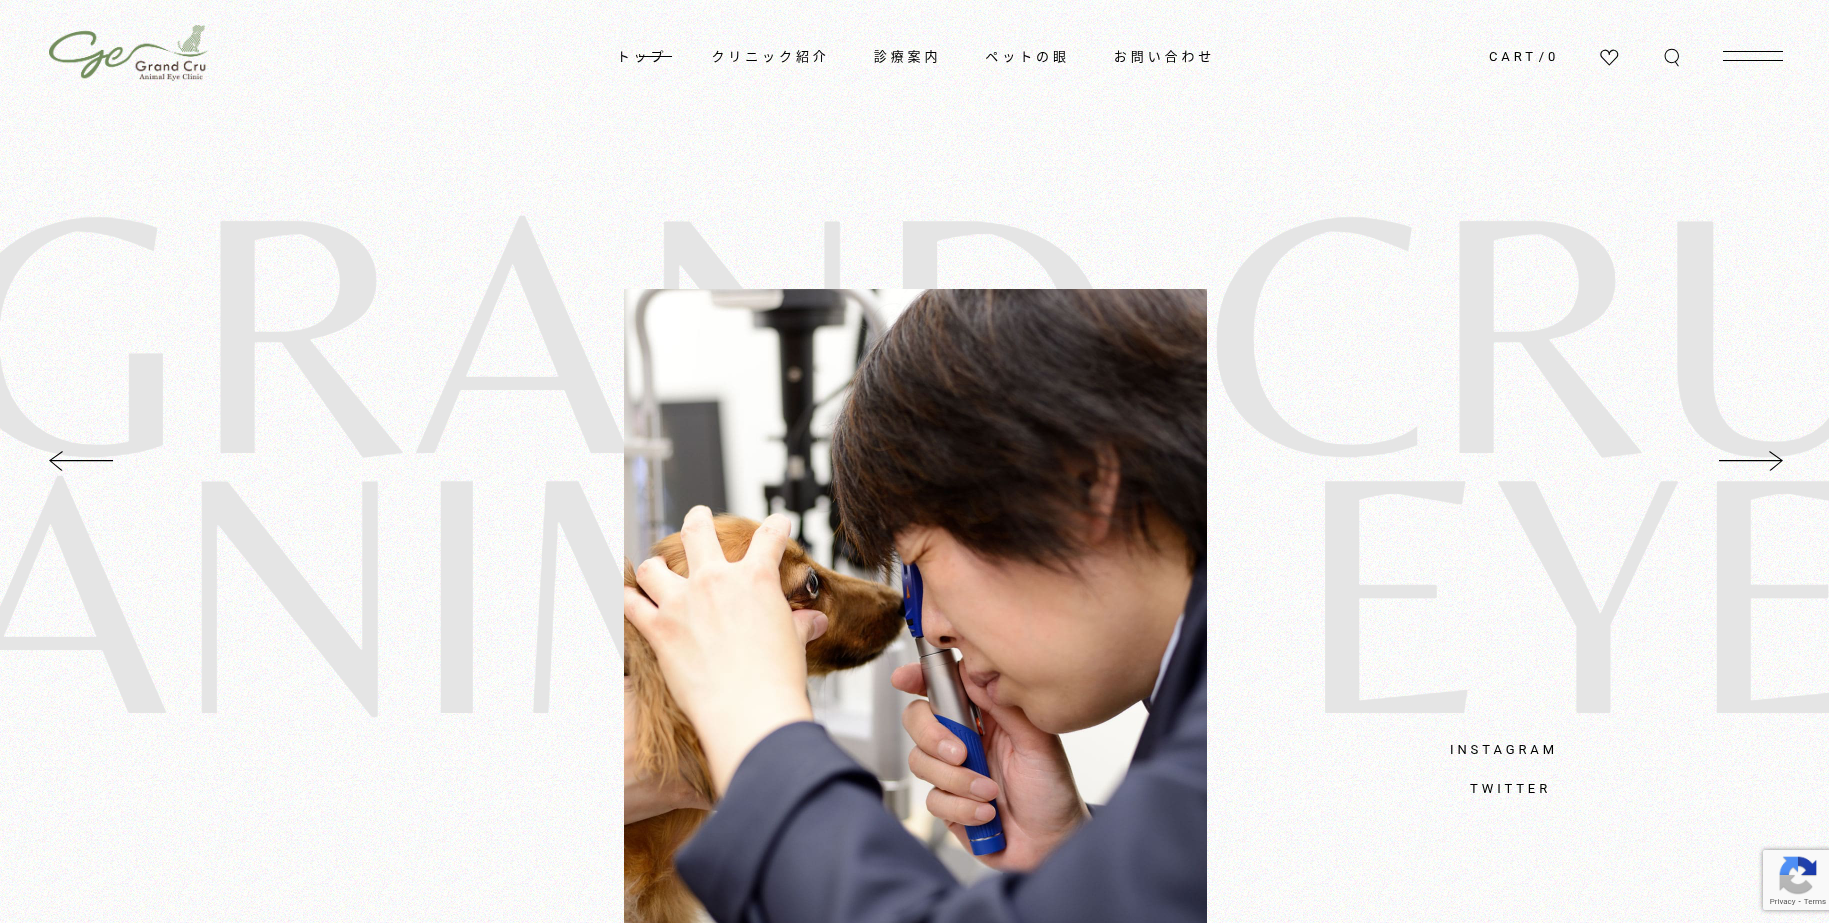 Ge
Grand Cru
Animal Eye Clinic
トップ
クリニック紹介
診療案内
ペットの眼
お問い合わせ
CART/0
GRAND CRU
ANIM EYE
INSTAGRAM
TWITTER
Privacy - Terms